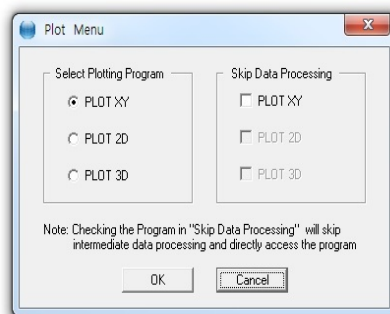 Plot Menu
Select Plotting Program
PLOT XY
PLOT 2D
PLOT 3D
Skip Data Processing
PLOT XY
PLOT 2D
PLOT 3D
Note: Checking the Program in "Skip Data Processing" will skip
intermediate data processing and directly access the program
OK
Cancel